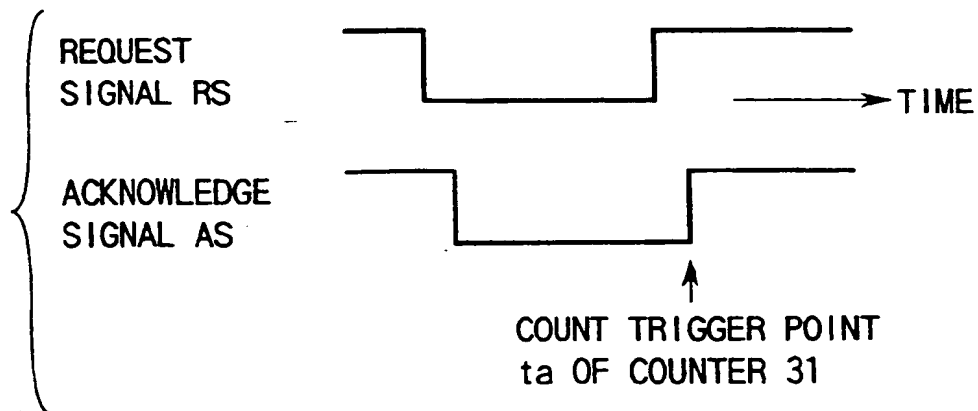 REQUEST
SIGNAL RS
TIME
ACKNOWLEDGE
SIGNAL AS
COUNT TRIGGER POINT
ta OF COUNTER 31